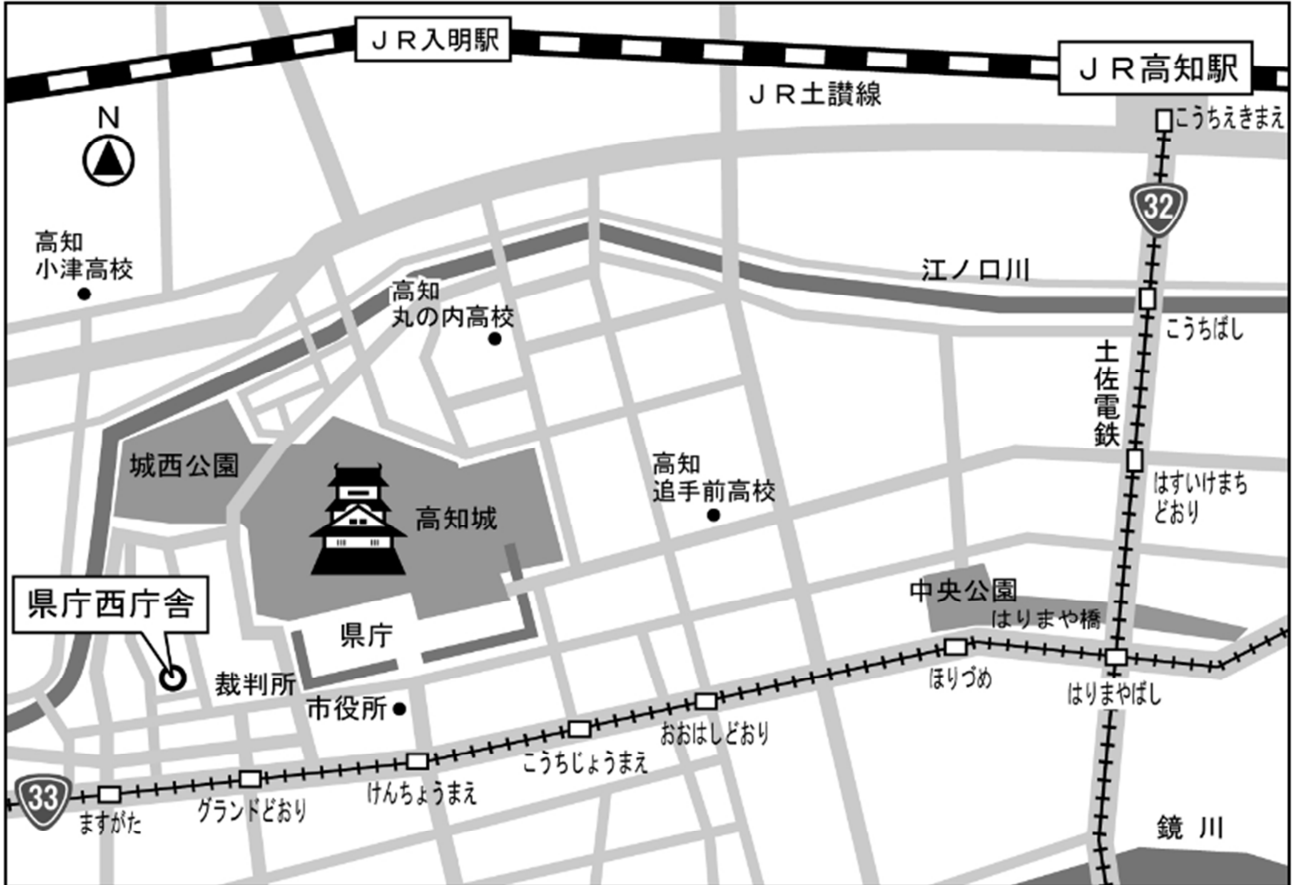 ＪＲ入明駅
ＪＲ高知駅
ＪＲ土讃線
こうちえきまえ
N
32
高知
小津高校
江ノ口川
高知
丸の内高校
こうちばし
土佐電鉄
城西公園
高知城
高知
追手前高校
はすいけまち
どおり
県庁西庁舎
中央公園
はりまや橋
県庁
裁判所
市役所
ほりづめ
はりまやばし
おおはしどおり
こうちじょうまえ
けんちょうまえ
グランドどおり
ますがた
33
鏡川